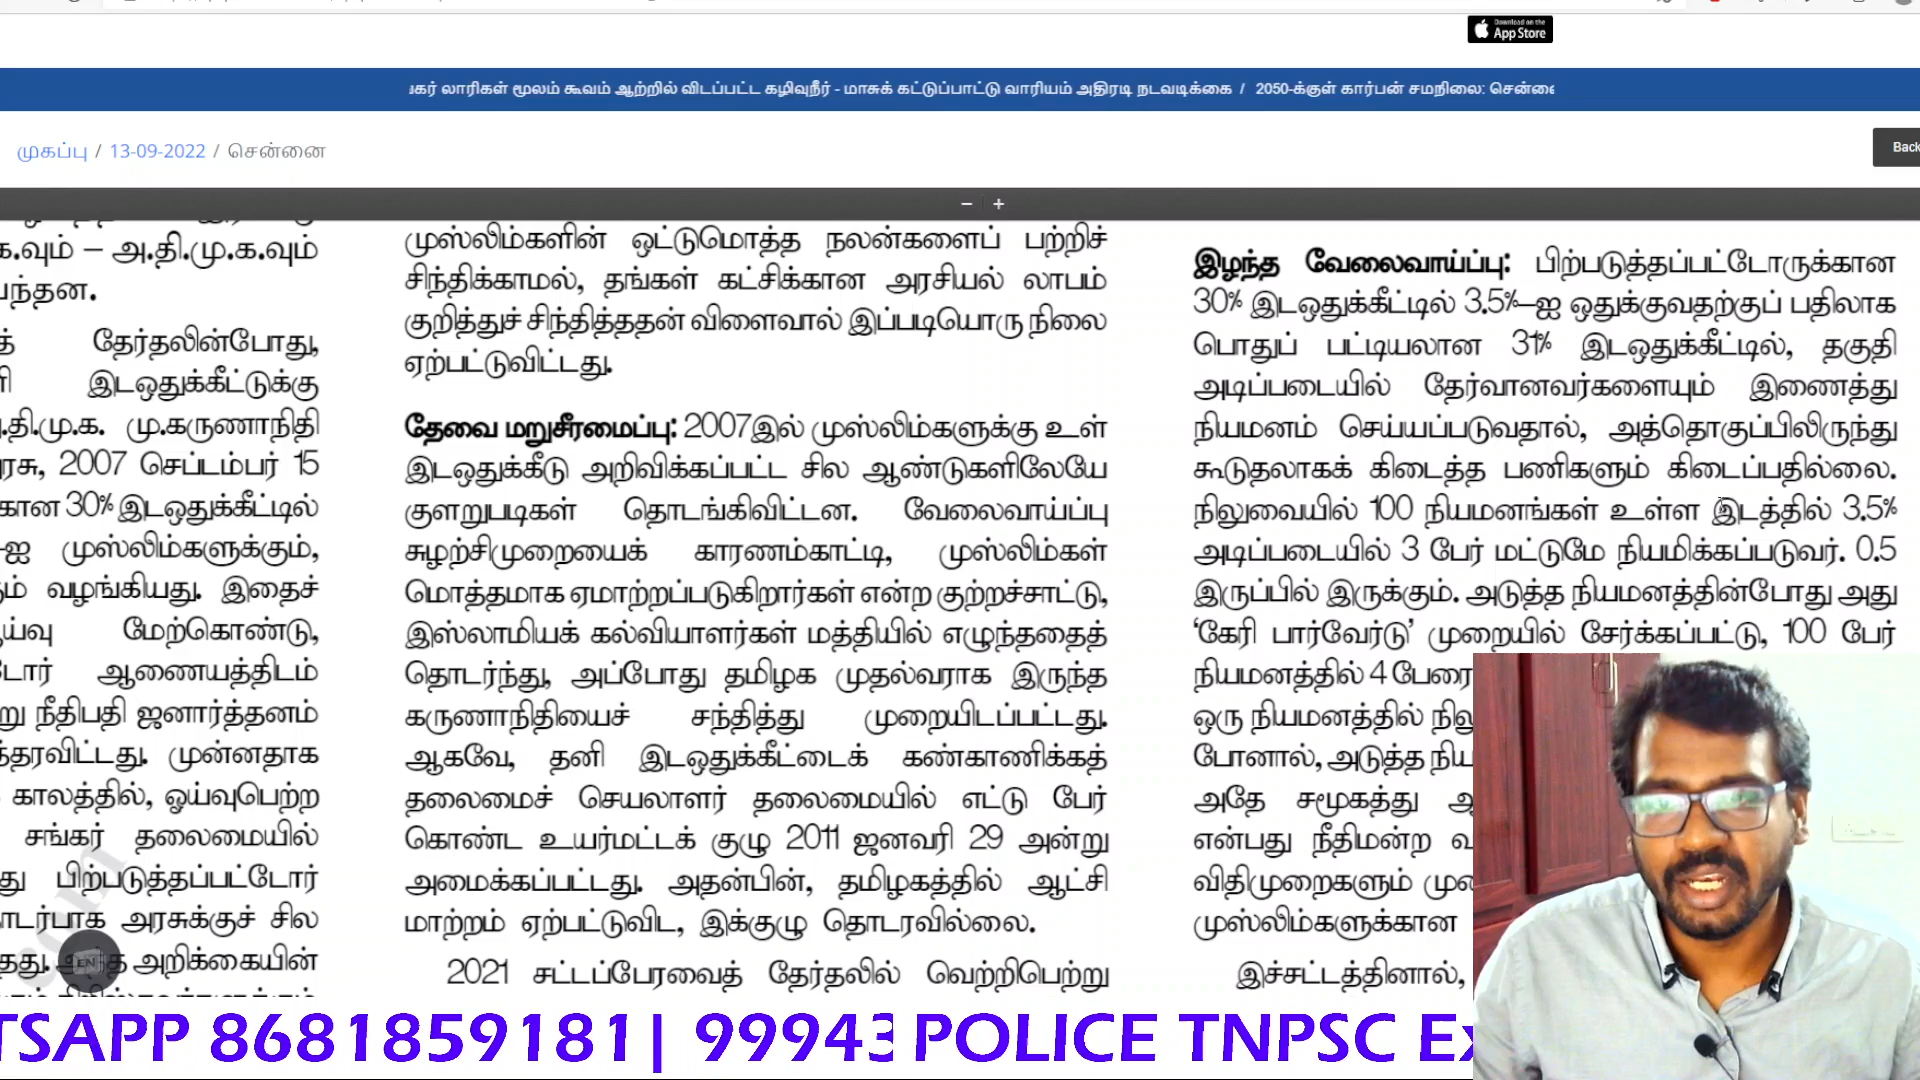 Download on the
App Store
லாரிகள் மூலம் கூவம் ஆற்றில் விடப்பட்ட கழிவுநீர் - மாசுக் கட்டுப்பாட்டு வாரியம் அதிரடி நடவடிக்கை / 2050-க்குள் கார்பன் சமநிலை:
முகப்பு / 13-09-2022 / சென்னை
Back
− +
க.வும் – அ.தி.மு.க.வும்
தேர்தலின்போது,
இடஒதுக்கீட்டுக்கு
மு.கருணாநிதி
2007 செப்டம்பர் 15
30% இடஒதுக்கீட்டில்
-ஐ முஸ்லிம்களுக்கும்,
வழங்கியது. இதைச்
மேற்கொண்டு,
ஆணையத்திடம்
நீதிபதி ஜனார்த்தனம்
முன்னதாக
காலத்தில், ஓய்வுபெற்ற
சங்கர் தலைமையில்
பிற்படுத்தப்பட்டோர்
அரசுக்குச் சில
அறிக்கையின்
EN
முஸ்லிம்களின் ஒட்டுமொத்த நலன்களைப் பற்றிச்
சிந்திக்காமல், தங்கள் கட்சிக்கான அரசியல் லாபம்
குறித்துச் சிந்தித்ததன் விளைவால் இப்படியொரு நிலை
ஏற்பட்டுவிட்டது.
தேவை மறுசீரமைப்பு: 2007இல் முஸ்லிம்களுக்கு உள்
இடஒதுக்கீடு அறிவிக்கப்பட்ட சில ஆண்டுகளிலேயே
குளறுபடிகள் தொடங்கிவிட்டன. வேலைவாய்ப்பு
சுழற்சிமுறையைக் காரணம்காட்டி, முஸ்லிம்கள்
மொத்தமாக ஏமாற்றப்படுகிறார்கள் என்ற குற்றச்சாட்டு,
இஸ்லாமியக் கல்வியாளர்கள் மத்தியில் எழுந்ததைத்
தொடர்ந்து, அப்போது தமிழக முதல்வராக இருந்த
கருணாநிதியைச் சந்தித்து முறையிடப்பட்டது.
ஆகவே, தனி இடஒதுக்கீட்டைக் கண்காணிக்கத்
தலைமைச் செயலாளர் தலைமையில் எட்டு பேர்
கொண்ட உயர்மட்டக் குழு 2011 ஜனவரி 29 அன்று
அமைக்கப்பட்டது. அதன்பின், தமிழகத்தில் ஆட்சி
மாற்றம் ஏற்பட்டுவிட, இக்குழு தொடரவில்லை.
2021 சட்டப்பேரவைத் தேர்தலில் வெற்றிபெற்று
இழந்த வேலைவாய்ப்பு: பிற்படுத்தப்பட்டோருக்கான
30% இடஒதுக்கீட்டில் 3.5%–ஐ ஒதுக்குவதற்குப் பதிலாக
பொதுப் பட்டியலான 31% இடஒதுக்கீட்டில், தகுதி
அடிப்படையில் தேர்வானவர்களையும் இணைத்து
நியமனம் செய்யப்படுவதால், அத்தொகுப்பிலிருந்து
கூடுதலாகக் கிடைத்த பணிகளும் கிடைப்பதில்லை.
நிலுவையில் 100 நியமனங்கள் உள்ள இடத்தில் 3.5%
அடிப்படையில் 3 பேர் மட்டுமே நியமிக்கப்படுவர். 0.5
இருப்பில் இருக்கும். அடுத்த நியமனத்தின்போது அது
‘கேரி பார்வேர்டு’ முறையில் சேர்க்கப்பட்டு, 100 பேர்
நியமனத்தில் 4 பேரை
ஒரு நியமனத்தில்
போனால், அடுத்த
அதே சமூகத்து
என்பது நீதிமன்ற
விதிமுறைகளும்
முஸ்லிம்களுக்கான
இச்சட்டத்தினால்,
TSAPP 8681859181| 9994 POLICE TNPSC